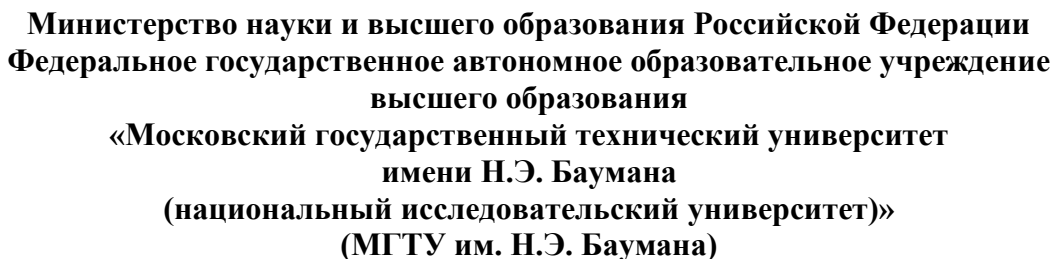 Министерство науки и высшего образования Российской Федерации
Федеральное государственное автономное образовательное учреждение
высшего образования
«Московский государственный технический университет
имени Н.Э. Баумана
(национальный исследовательский университет)»
(МГТУ им. Н.Э. Баумана)